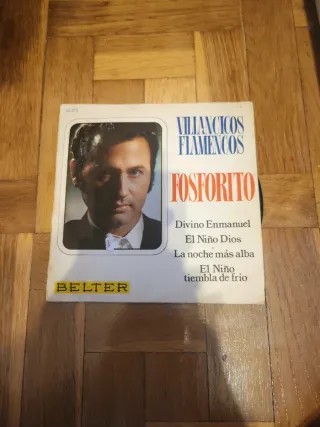 VILLANCICOS
FLAMENCOS
FOSFORITO
Divino Enmanuel
El Niño Dios
La noche más alba
El Niño
tiembla de frío
BELTER